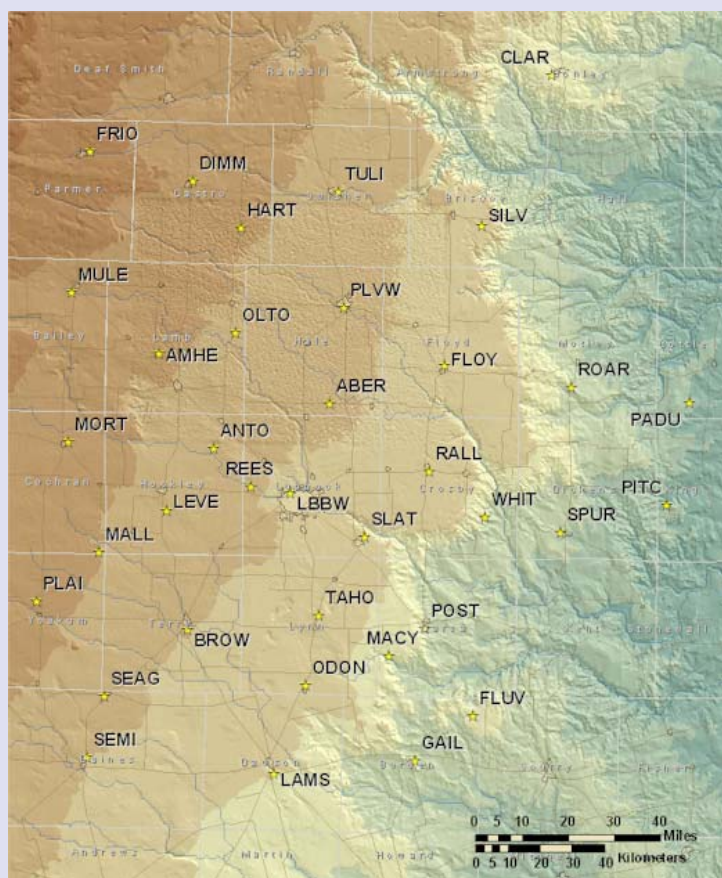 CLAR
Deaf Smith
Randall
Armstrong
FRIO
DIMM
TULI
Parmer
Castro
HART
Briscoe
Hall
SILV
MULE
PLVW
OLTO
Bailey
Lamb
Hale
Floyd
Motley
AMHE
FLOY
ROAR
ABER
PADU
MORT
ANTO
RALL
REES
Cochran
Hockley
Lubbock
Crosby
Dickens
King
PITC
LEVE
LBBW
WHIT
SPUR
SLAT
MALL
PLAI
TAHO
POST
Yoakum
Terry
Lynn
Garza
Kent
Stonewall
BROW
MACY
ODON
SEAG
FLUV
SEMI
GAIL
Gaines
Dawson
Borden
Scurry
Fisher
LAMS
0 5 10 20 30 40
Miles
0 5 10 20 30 40
Kilometers
Andrews
Martin
Howard